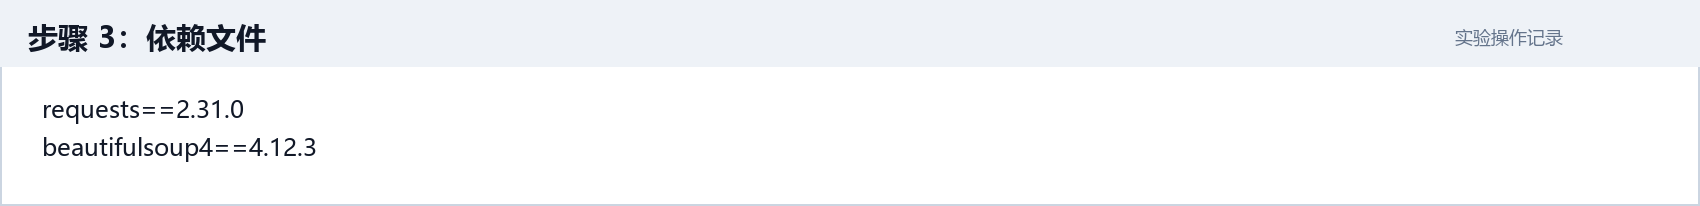 步骤 3：依赖文件
实验操作记录
requests==2.31.0
beautifulsoup4==4.12.3